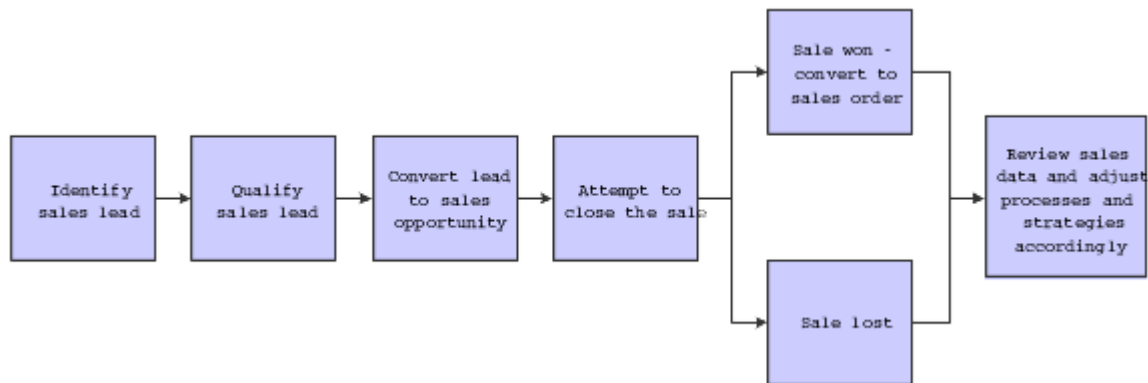 Identify
sales lead
Qualify
sales lead
Convert lead
to sales
opportunity
Attempt to
close the sale
Sale won -
convert to
sales order
Sale lost
Review sales
data and adjust
processes and
strategies
accordingly